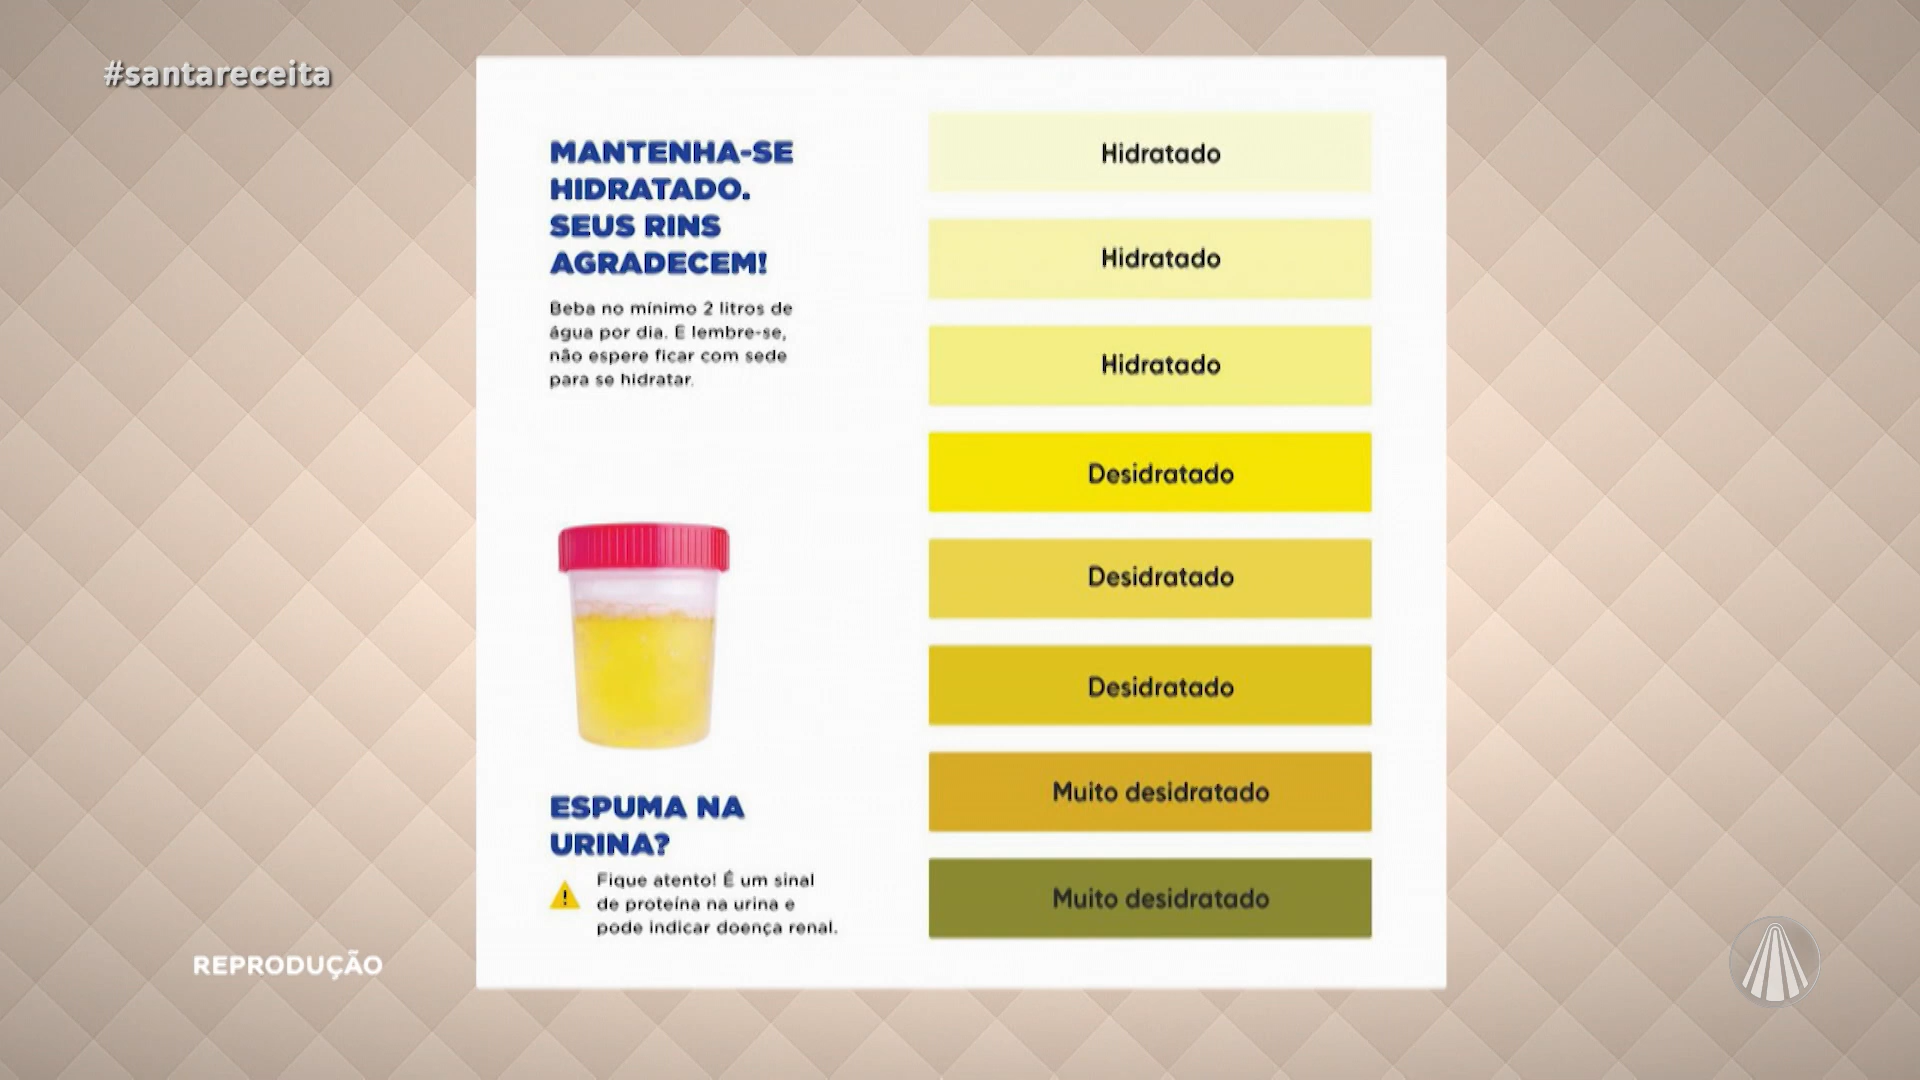 #santareceita
MANTENHA-SE
HIDRATADO.
SEUS RINS
AGRADECEM!
Beba no mínimo 2 litros de
água por dia. E lembre-se,
não espere ficar com sede
para se hidratar.
ESPUMA NA
URINA?
Fique atento! É um sinal
de proteína na urina e
pode indicar doença renal.
Hidratado
Hidratado
Hidratado
Desidratado
Desidratado
Desidratado
Muito desidratado
Muito desidratado
REPRODUÇÃO